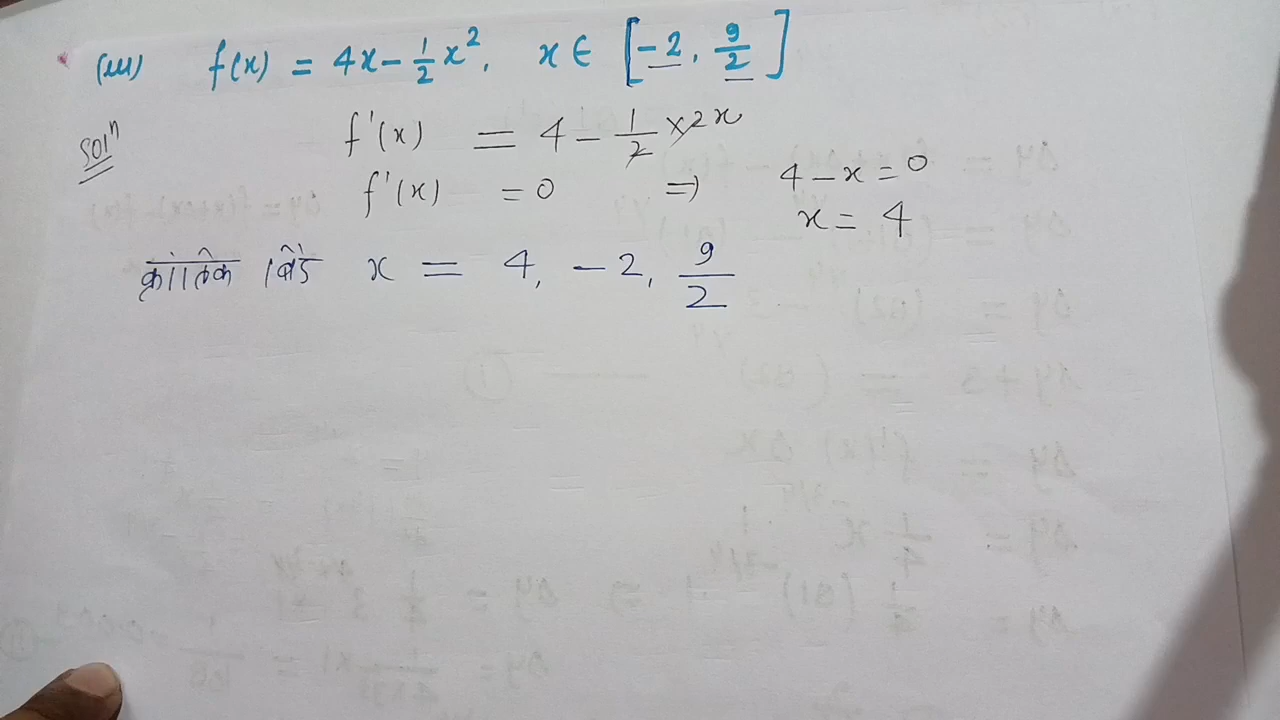 (iii) f(x) = 4x - 1/2 x², x ∈ [-2, 9/2]
Solⁿ f'(x) = 4 - 1/2 × 2x
f'(x) = 0 ⇒ 4 - x = 0
x = 4
x = 4, -2, 9/2